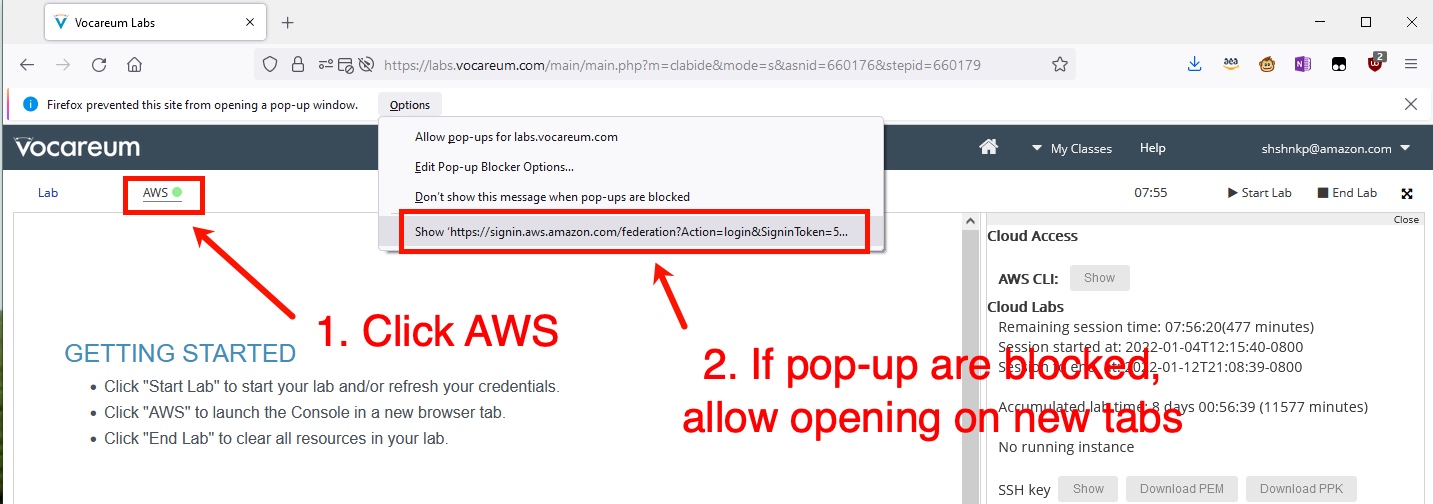 Vocareum Labs
https://labs.vocareum.com/main/main.php?m=clabide&mode=s&asnid=660176&stepid=660179
aea
2
Firefox prevented this site from opening a pop-up window.
Options
Allow pop-ups for labs.vocareum.com
Edit Pop-up Blocker Options...
Don't show this message when pop-ups are blocked
Show 'https://signin.aws.amazon.com/federation?Action=login&SigninToken=5...
vocareum
My Classes
Help
shshnkp@amazon.com
Lab
AWS
07:55
Start Lab
End Lab
Close
1. Click AWS
2. If pop-up are blocked,
allow opening on new tabs
GETTING STARTED
Click "Start Lab" to start your lab and/or refresh your credentials.
Click "AWS" to launch the Console in a new browser tab.
Click "End Lab" to clear all resources in your lab.
Cloud Access
AWS CLI: Show
Cloud Labs
Remaining session time: 07:56:20(477 minutes)
Session started at: 2022-01-04T12:15:40-0800
Session to end at: 2022-01-12T21:08:39-0800
Accumulated lab time: 8 days 00:56:39 (11577 minutes)
No running instance
SSH key Show Download PEM Download PPK